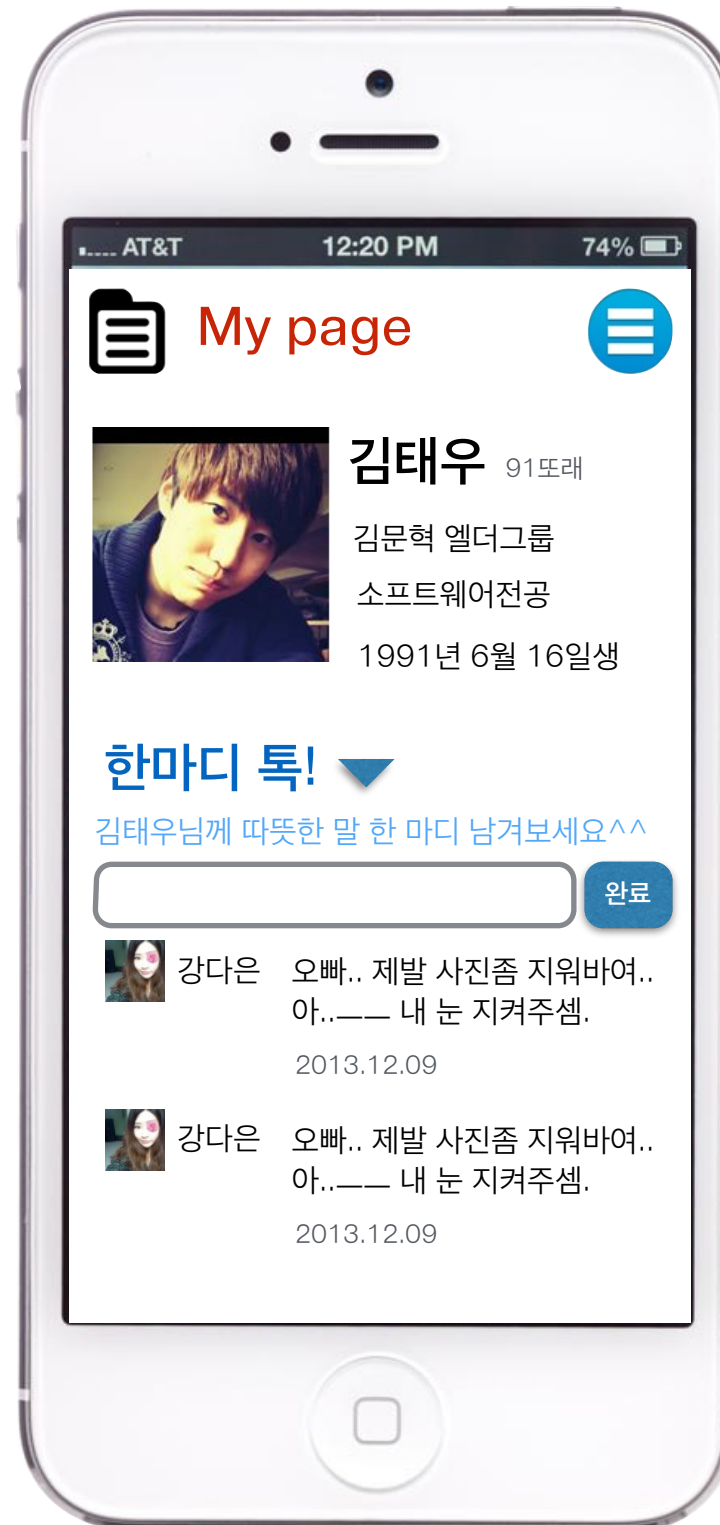 AT&T 12:20 PM 74%
My page
김태우 91또래
김문혁 엘더그룹
소프트웨어전공
1991년 6월 16일생
한마디 톡!
김태우님께 따뜻한 말 한 마디 남겨보세요^^
완료
강다은 오빠.. 제발 사진좀 지워바여..
아..ㅡㅡ 내 눈 지켜주셈.
2013.12.09
강다은 오빠.. 제발 사진좀 지워바여..
아..ㅡㅡ 내 눈 지켜주셈.
2013.12.09